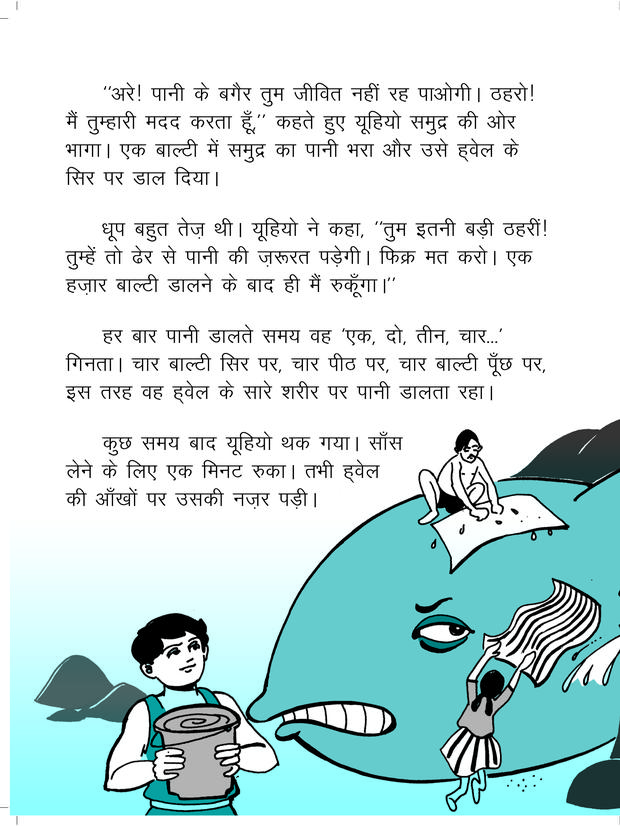 “अरे! पानी के बगैर तुम जीवित नहीं रह पाओगी। ठहरो!
मैं तुम्हारी मदद करता हूँ,” कहते हुए यूहियो समुद्र की ओर
भागा। एक बाल्टी में समुद्र का पानी भरा और उसे ह्वेल के
सिर पर डाल दिया।
धूप बहुत तेज़ थी। यूहियो ने कहा, “तुम इतनी बड़ी ठहरीं!
तुम्हें तो ढेर से पानी की ज़रूरत पड़ेगी। फिक्र मत करो। एक
हज़ार बाल्टी डालने के बाद ही मैं रुकूँगा।”
हर बार पानी डालते समय वह ‘एक, दो, तीन, चार...’
गिनता। चार बाल्टी सिर पर, चार पीठ पर, चार बाल्टी पूँछ पर,
इस तरह वह ह्वेल के सारे शरीर पर पानी डालता रहा।
कुछ समय बाद यूहियो थक गया। साँस
लेने के लिए एक मिनट रुका। तभी ह्वेल
की आँखों पर उसकी नज़र पड़ी।